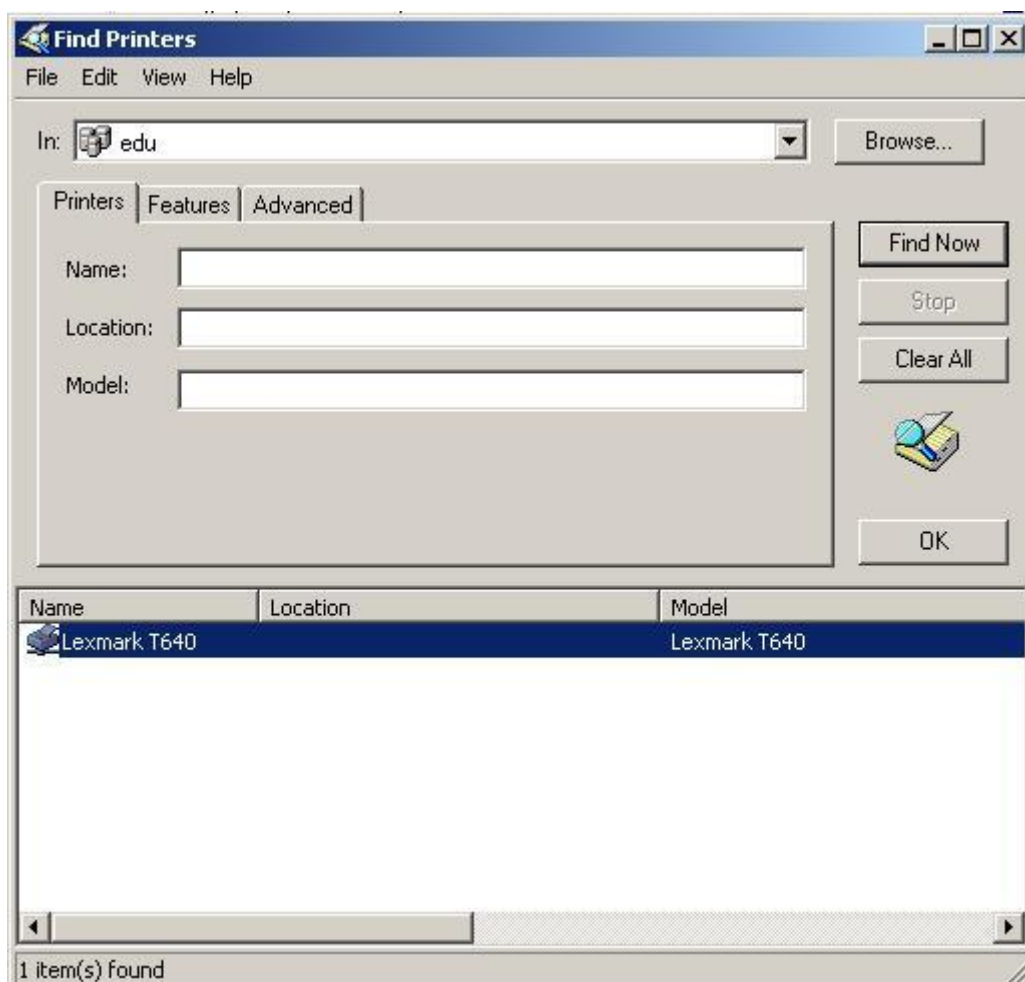 Find Printers
File Edit View Help
In: edu Browse...
Printers Features Advanced
Find Now
Name:
Stop
Location:
Clear All
Model:
OK
Name Location Model
Lexmark T640 Lexmark T640
1 item(s) found